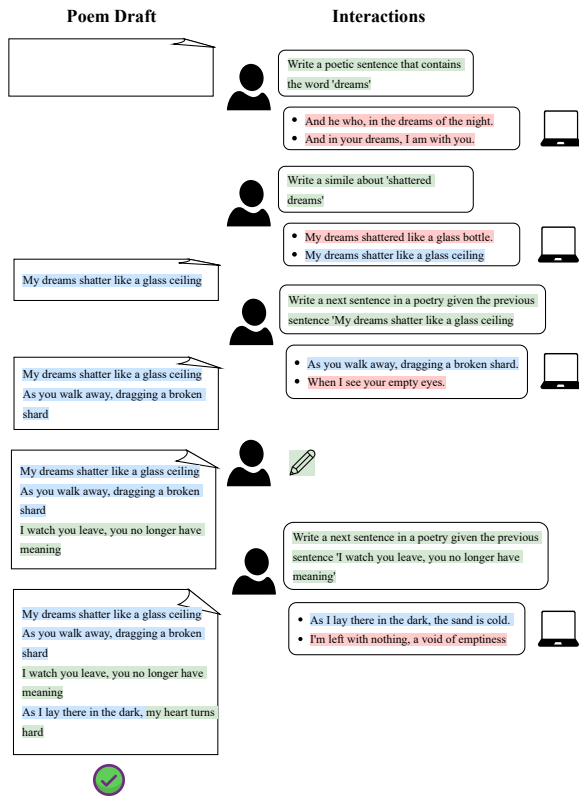 Poem Draft
Interactions
Write a poetic sentence that contains
the word 'dreams'
And he who, in the dreams of the night.
And in your dreams, I am with you.
Write a simile about 'shattered
dreams'
My dreams shattered like a glass bottle.
My dreams shatter like a glass ceiling
My dreams shatter like a glass ceiling
Write a next sentence in a poetry given the previous
sentence 'My dreams shatter like a glass ceiling
As you walk away, dragging a broken shard.
When I see your empty eyes.
My dreams shatter like a glass ceiling
As you walk away, dragging a broken
shard
My dreams shatter like a glass ceiling
As you walk away, dragging a broken
shard
I watch you leave, you no longer have
meaning
Write a next sentence in a poetry given the previous
sentence 'I watch you leave, you no longer have
meaning'
As I lay there in the dark, the sand is cold.
I'm left with nothing, a void of emptiness
My dreams shatter like a glass ceiling
As you walk away, dragging a broken
shard
I watch you leave, you no longer have
meaning
As I lay there in the dark, my heart turns
hard